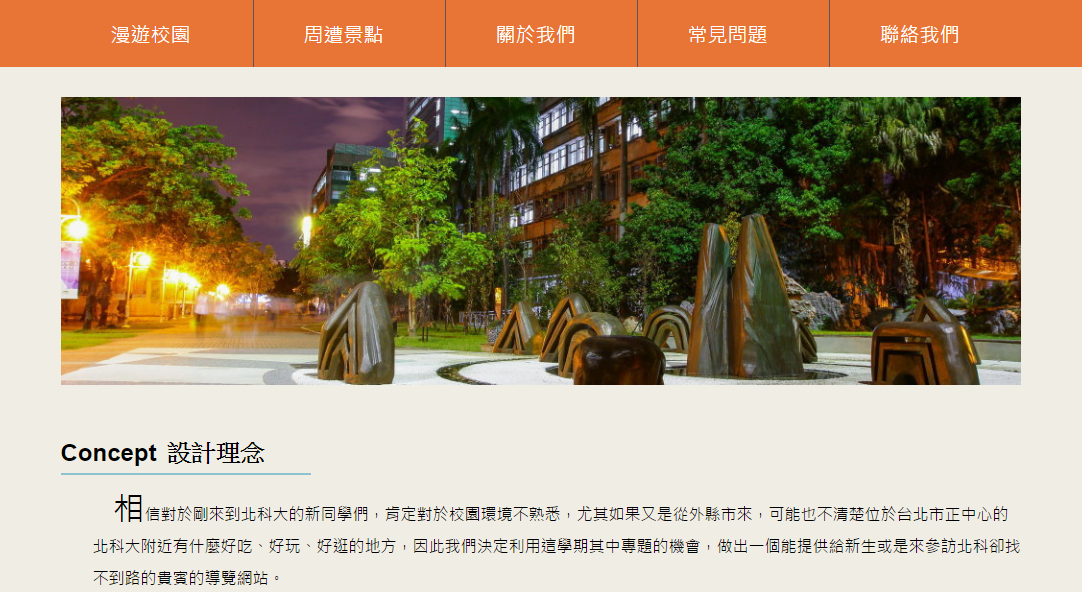 漫遊校園 周遭景點 關於我們 常見問題 聯絡我們
Concept 設計理念
相信對於剛來到北科大的新同學們，肯定對於校園環境不熟悉，尤其如果又是從外縣市來，可能也不清楚位於台北市正中心的
北科大附近有什麼好吃、好玩、好逛的地方，因此我們決定利用這學期其中專題的機會，做出一個能提供給新生或是來參訪北科卻找
不到路的貴賓的導覽網站。